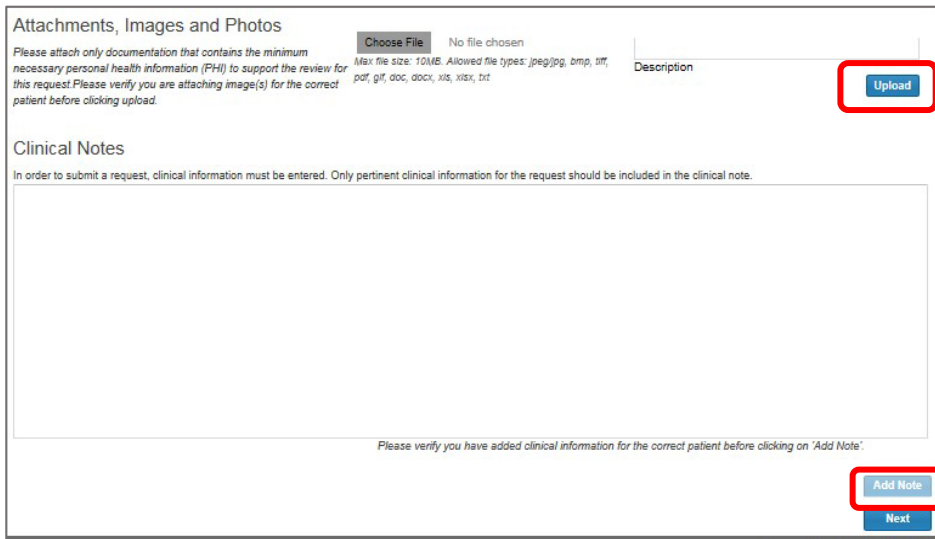 Attachments, Images and Photos
Please attach only documentation that contains the minimum
necessary personal health information (PHI) to support the review for
this request.Please verify you are attaching image(s) for the correct
patient before clicking upload.
Choose File No file chosen
Max file size: 10MB. Allowed file types: jpeg/jpg, bmp, tiff,
pdf, gif, doc, docx, xls, xlsx, txt
Description
Upload
Clinical Notes
In order to submit a request, clinical information must be entered. Only pertinent clinical information for the request should be included in the clinical note.
Please verify you have added clinical information for the correct patient before clicking on 'Add Note'.
Add Note
Next